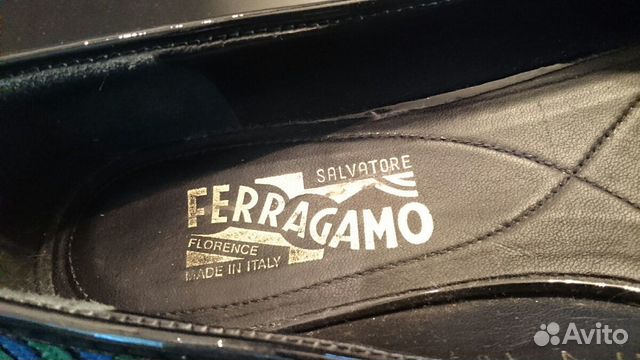 SALVATORE
FERRAGAMO
FLORENCE
MADE IN ITALY
Avito